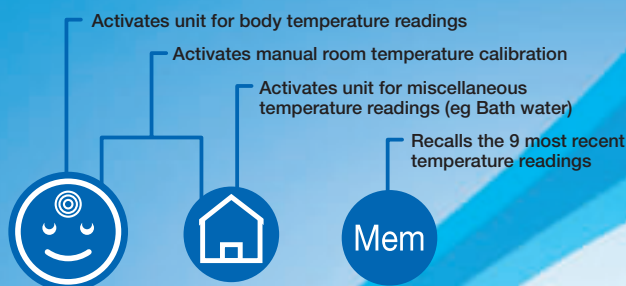 Activates unit for body temperature readings
Activates manual room temperature calibration
Activates unit for miscellaneous
temperature readings (eg Bath water)
Recalls the 9 most recent
temperature readings
Mem